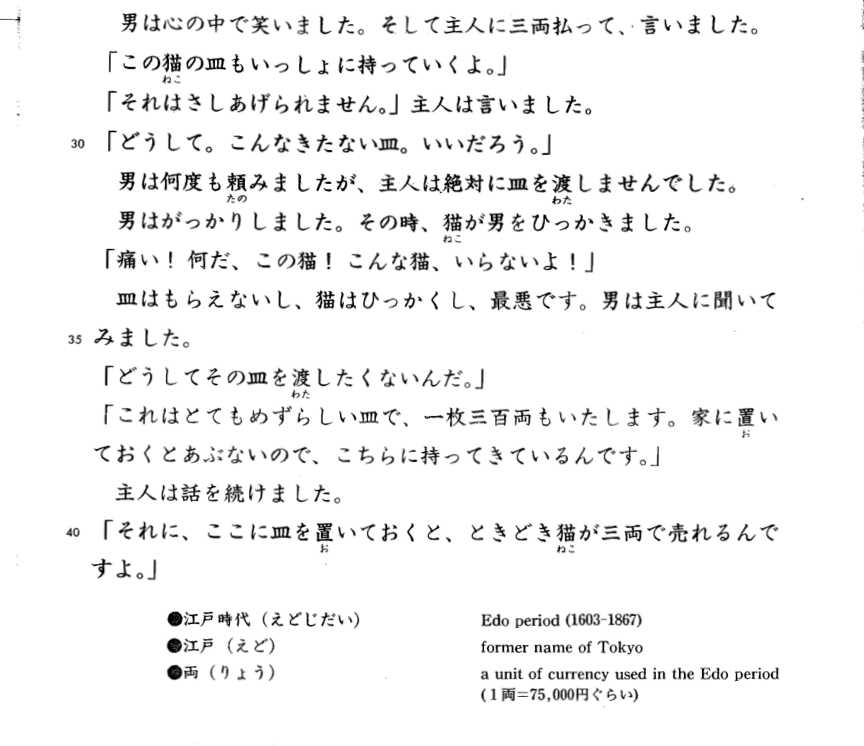 男は心の中で笑いました。そして主人に三両払って、言いました。
「この猫の皿もいっしょに持っていくよ。」
ねこ
「それはさしあげられません。」主人は言いました。
30 「どうして。こんなきたない皿。いいだろう。」
男は何度も頼みましたが、主人は絶対に皿を渡しませんでした。
たの わた
男はがっかりしました。その時、猫が男をひっかきました。
ねこ
「痛い！何だ、この猫！こんな猫、いらないよ！」
皿はもらえないし、猫はひっかくし、最悪です。男は主人に聞いて
35 みました。
「どうしてその皿を渡したくないんだ。」
わた
「これはとてもめずらしい皿で、一枚三百両もいたします。家に置い
お
ておくとあぶないので、こちらに持ってきているんです。」
主人は話を続けました。
40 「それに、ここに皿を置いておくと、ときどき猫が三両で売れるんで
お ねこ
すよ。」
●江戸時代（えどじだい） Edo period (1603-1867)
●江戸（えど） former name of Tokyo
●両（りょう） a unit of currency used in the Edo period
(1両=75,000円ぐらい)